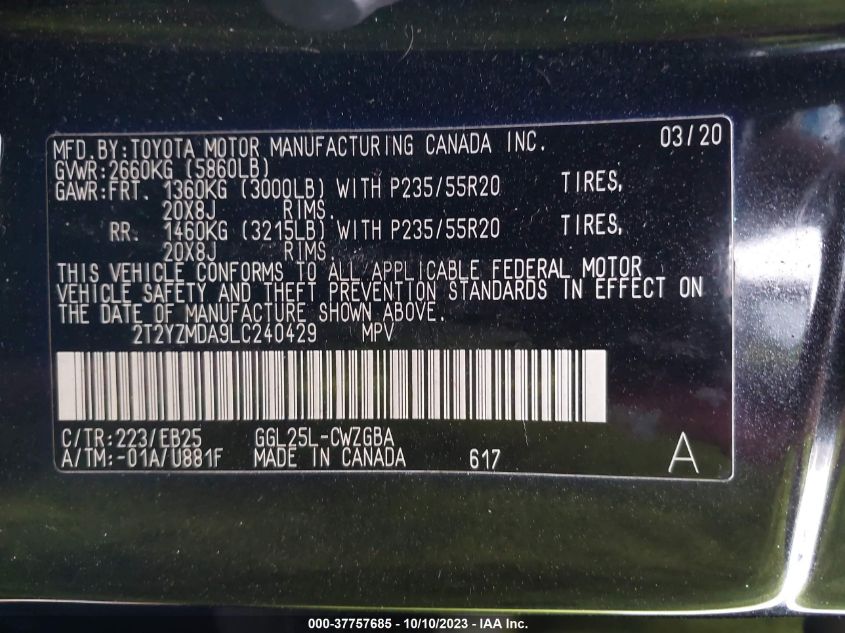 MFD.BY:TOYOTA MOTOR MANUFACTURING CANADA INC. 03/20
GVWR:2660KG (5860LB)
GAWR:FRT. 1360KG (3000LB) WITH P235/55R20 TIRES,
20X8J RIMS.
RR. 1460KG (3215LB) WITH P235/55R20 TIRES,
20X8J RIMS.
THIS VEHICLE CONFORMS TO ALL APPLICABLE FEDERAL MOTOR
VEHICLE SAFETY AND THEFT PREVENTION STANDARDS IN EFFECT ON
THE DATE OF MANUFACTURE SHOWN ABOVE.
2T2YZMDA9LC240429 MPV
C/TR:223/EB25 GGL25L-CWZGBA
A/TM:-01A/U881F MADE IN CANADA 617 A
000-37757685 - 10/10/2023 - IAA Inc.